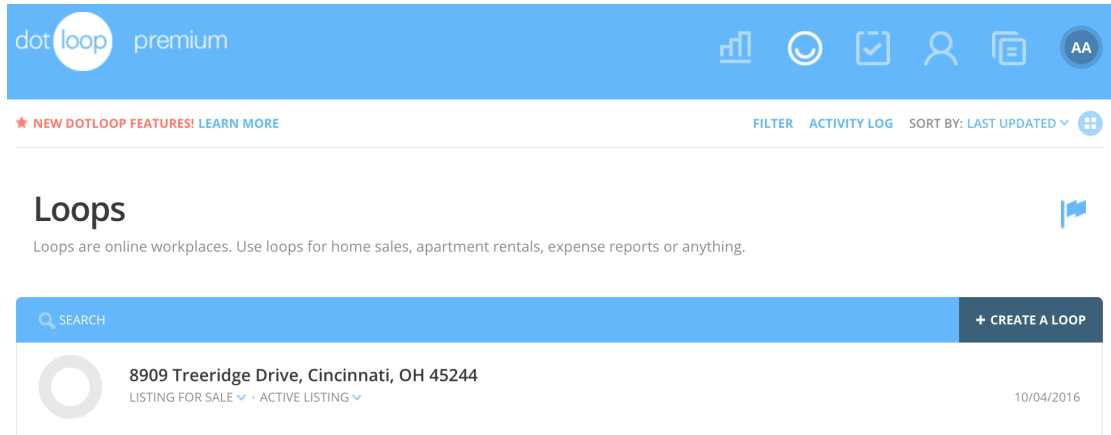 dotloop premium
AA
NEW DOTLOOP FEATURES! LEARN MORE
FILTER ACTIVITY LOG SORT BY: LAST UPDATED
Loops
Loops are online workplaces. Use loops for home sales, apartment rentals, expense reports or anything.
SEARCH
+ CREATE A LOOP
8909 Treeridge Drive, Cincinnati, OH 45244
LISTING FOR SALE · ACTIVE LISTING
10/04/2016